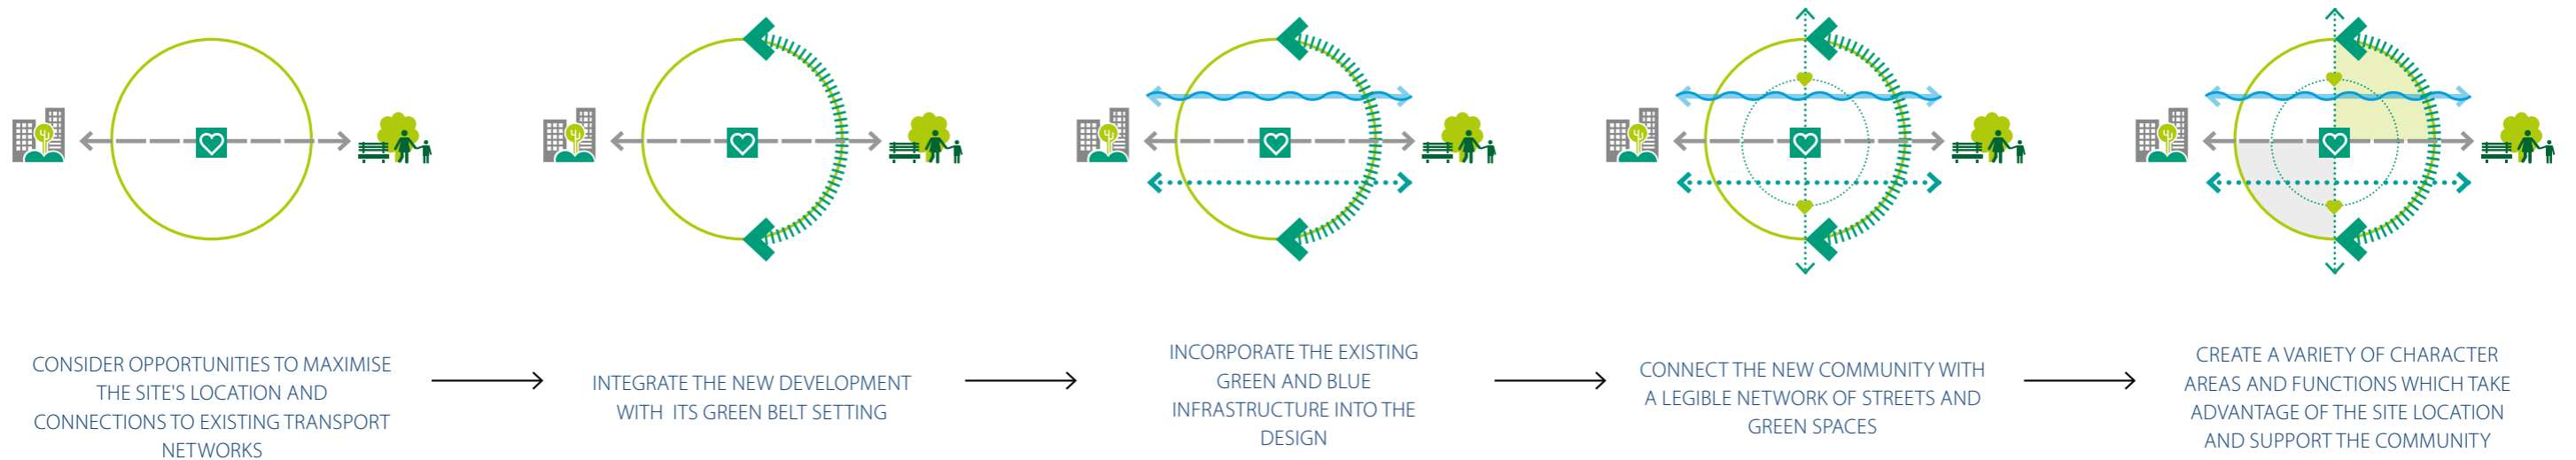 CONSIDER OPPORTUNITIES TO MAXIMISE
THE SITE'S LOCATION AND
CONNECTIONS TO EXISTING TRANSPORT
NETWORKS
INTEGRATE THE NEW DEVELOPMENT
WITH ITS GREEN BELT SETTING
INCORPORATE THE EXISTING
GREEN AND BLUE
INFRASTRUCTURE INTO THE
DESIGN
CONNECT THE NEW COMMUNITY WITH
A LEGIBLE NETWORK OF STREETS AND
GREEN SPACES
CREATE A VARIETY OF CHARACTER
AREAS AND FUNCTIONS WHICH TAKE
ADVANTAGE OF THE SITE LOCATION
AND SUPPORT THE COMMUNITY